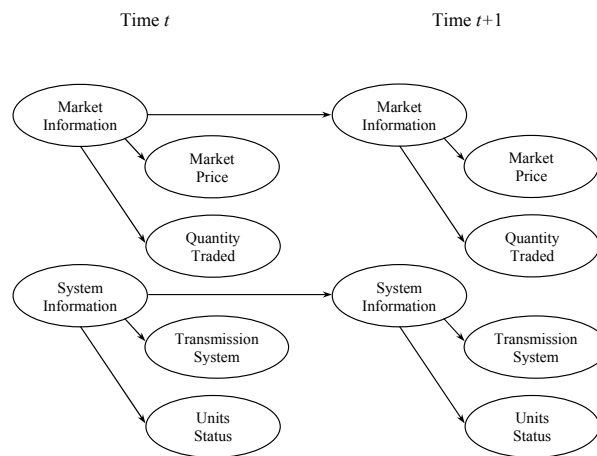 Time t
Time t+1
Market
Information
Market
Information
Market
Price
Market
Price
Quantity
Traded
Quantity
Traded
System
Information
System
Information
Transmission
System
Transmission
System
Units
Status
Units
Status